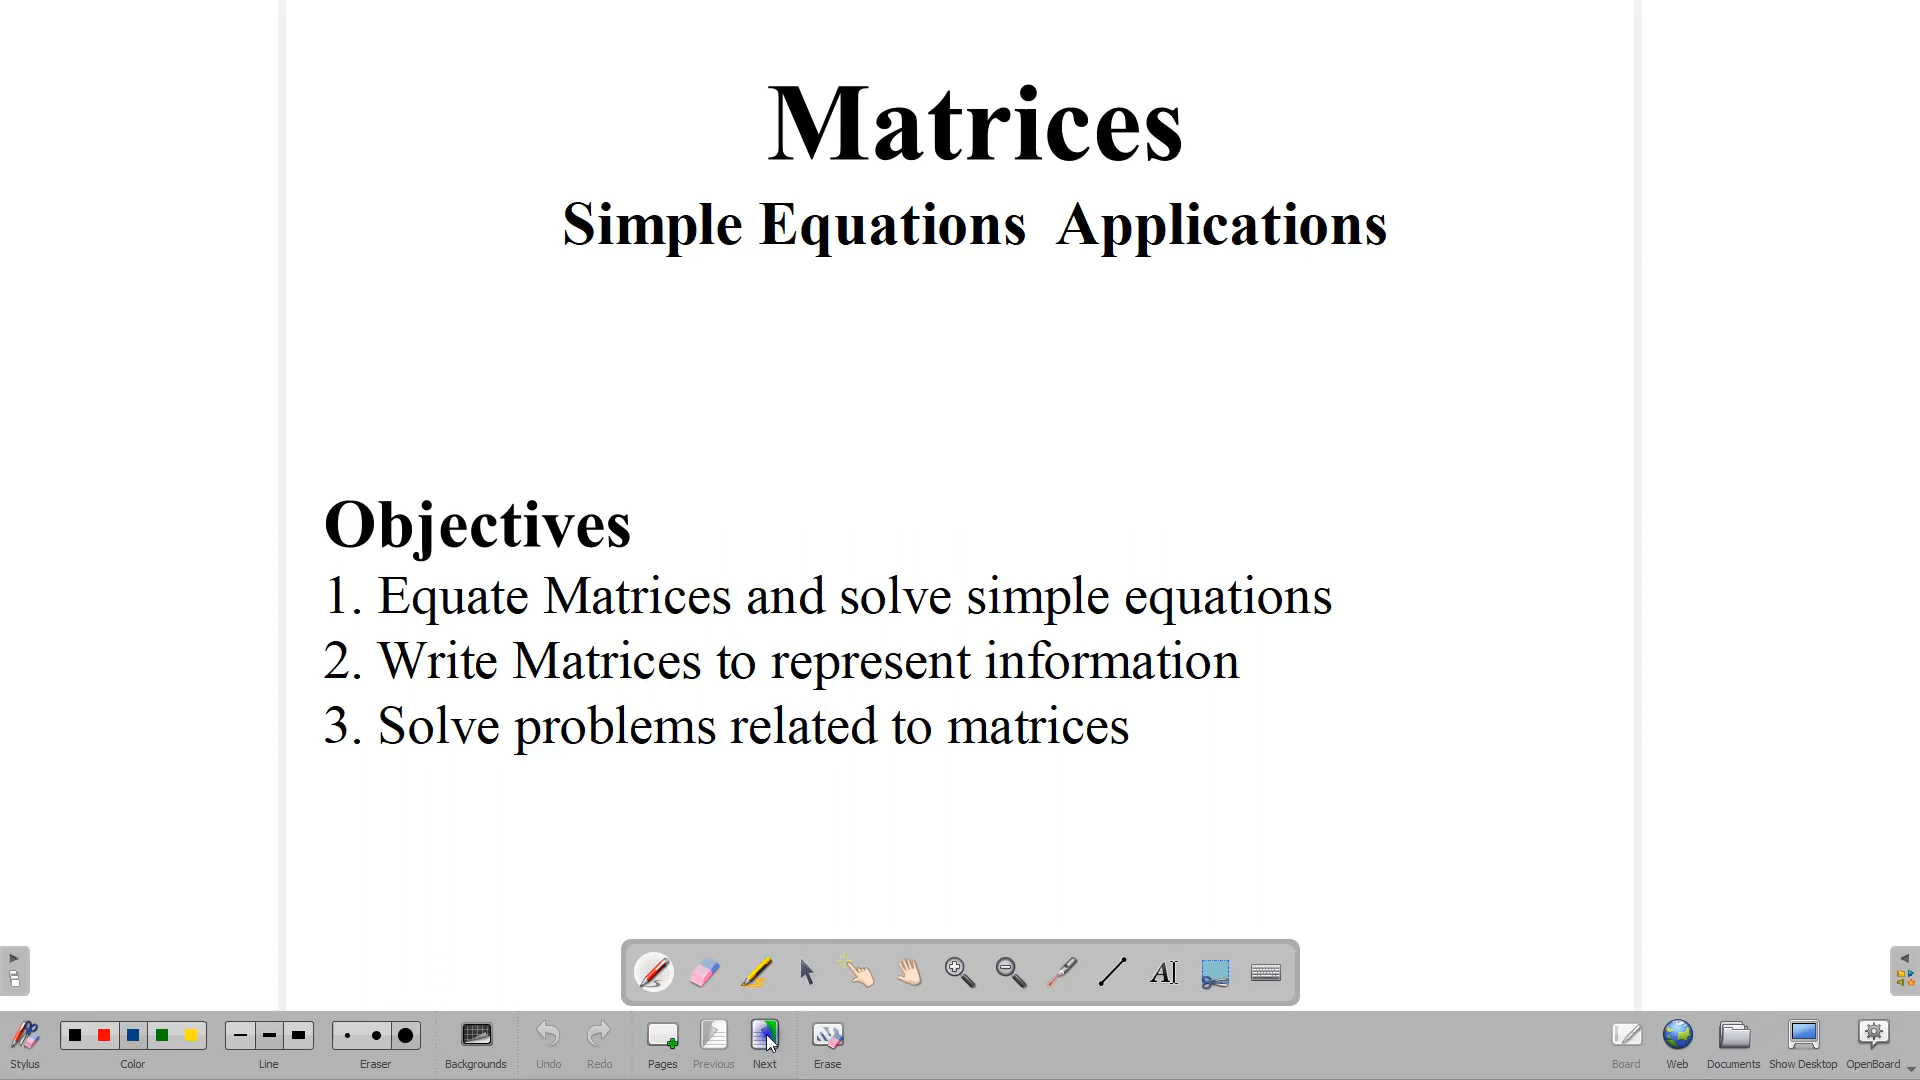 Matrices
Simple Equations  Applications
Objectives
1. Equate Matrices and solve simple equations
2. Write Matrices to represent information
3. Solve problems related to matrices
AI
Stylus
Color
Line
Eraser
Backgrounds
Undo
Redo
Pages
Previous
Next
Erase
Board
Web
Documents
Show Desktop
OpenBoard